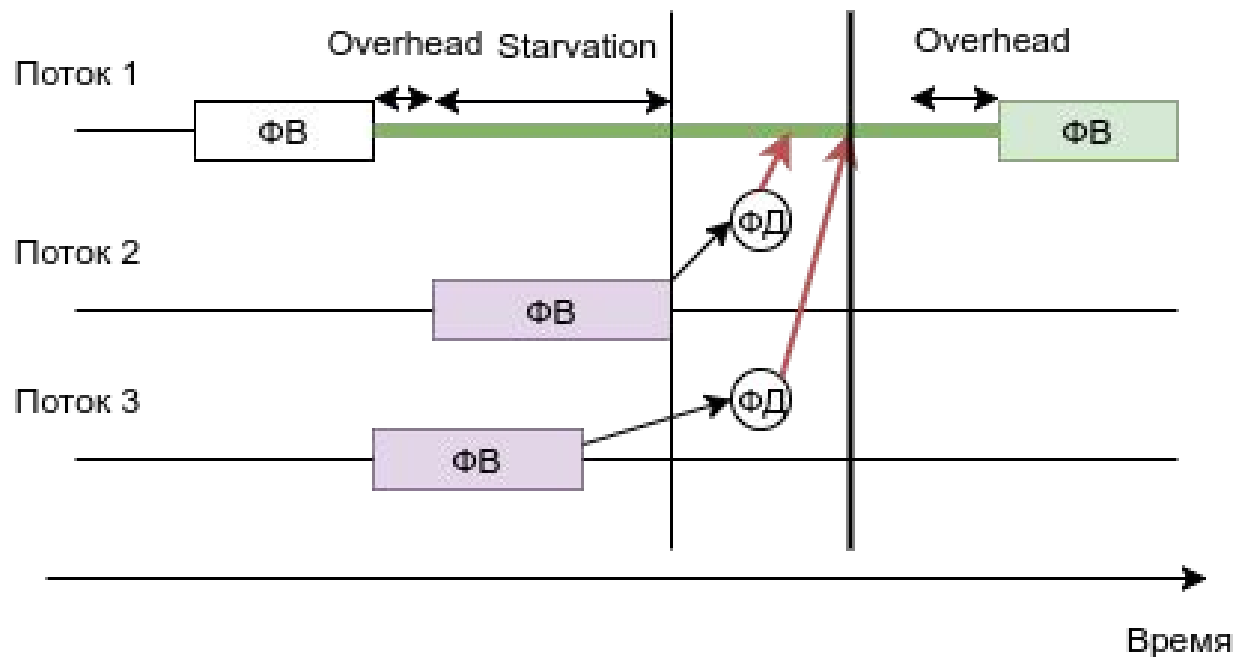 Overhead Starvation
Overhead
Поток 1
ФВ
ФВ
ФД
Поток 2
ФВ
ФД
Поток 3
ФВ
Время